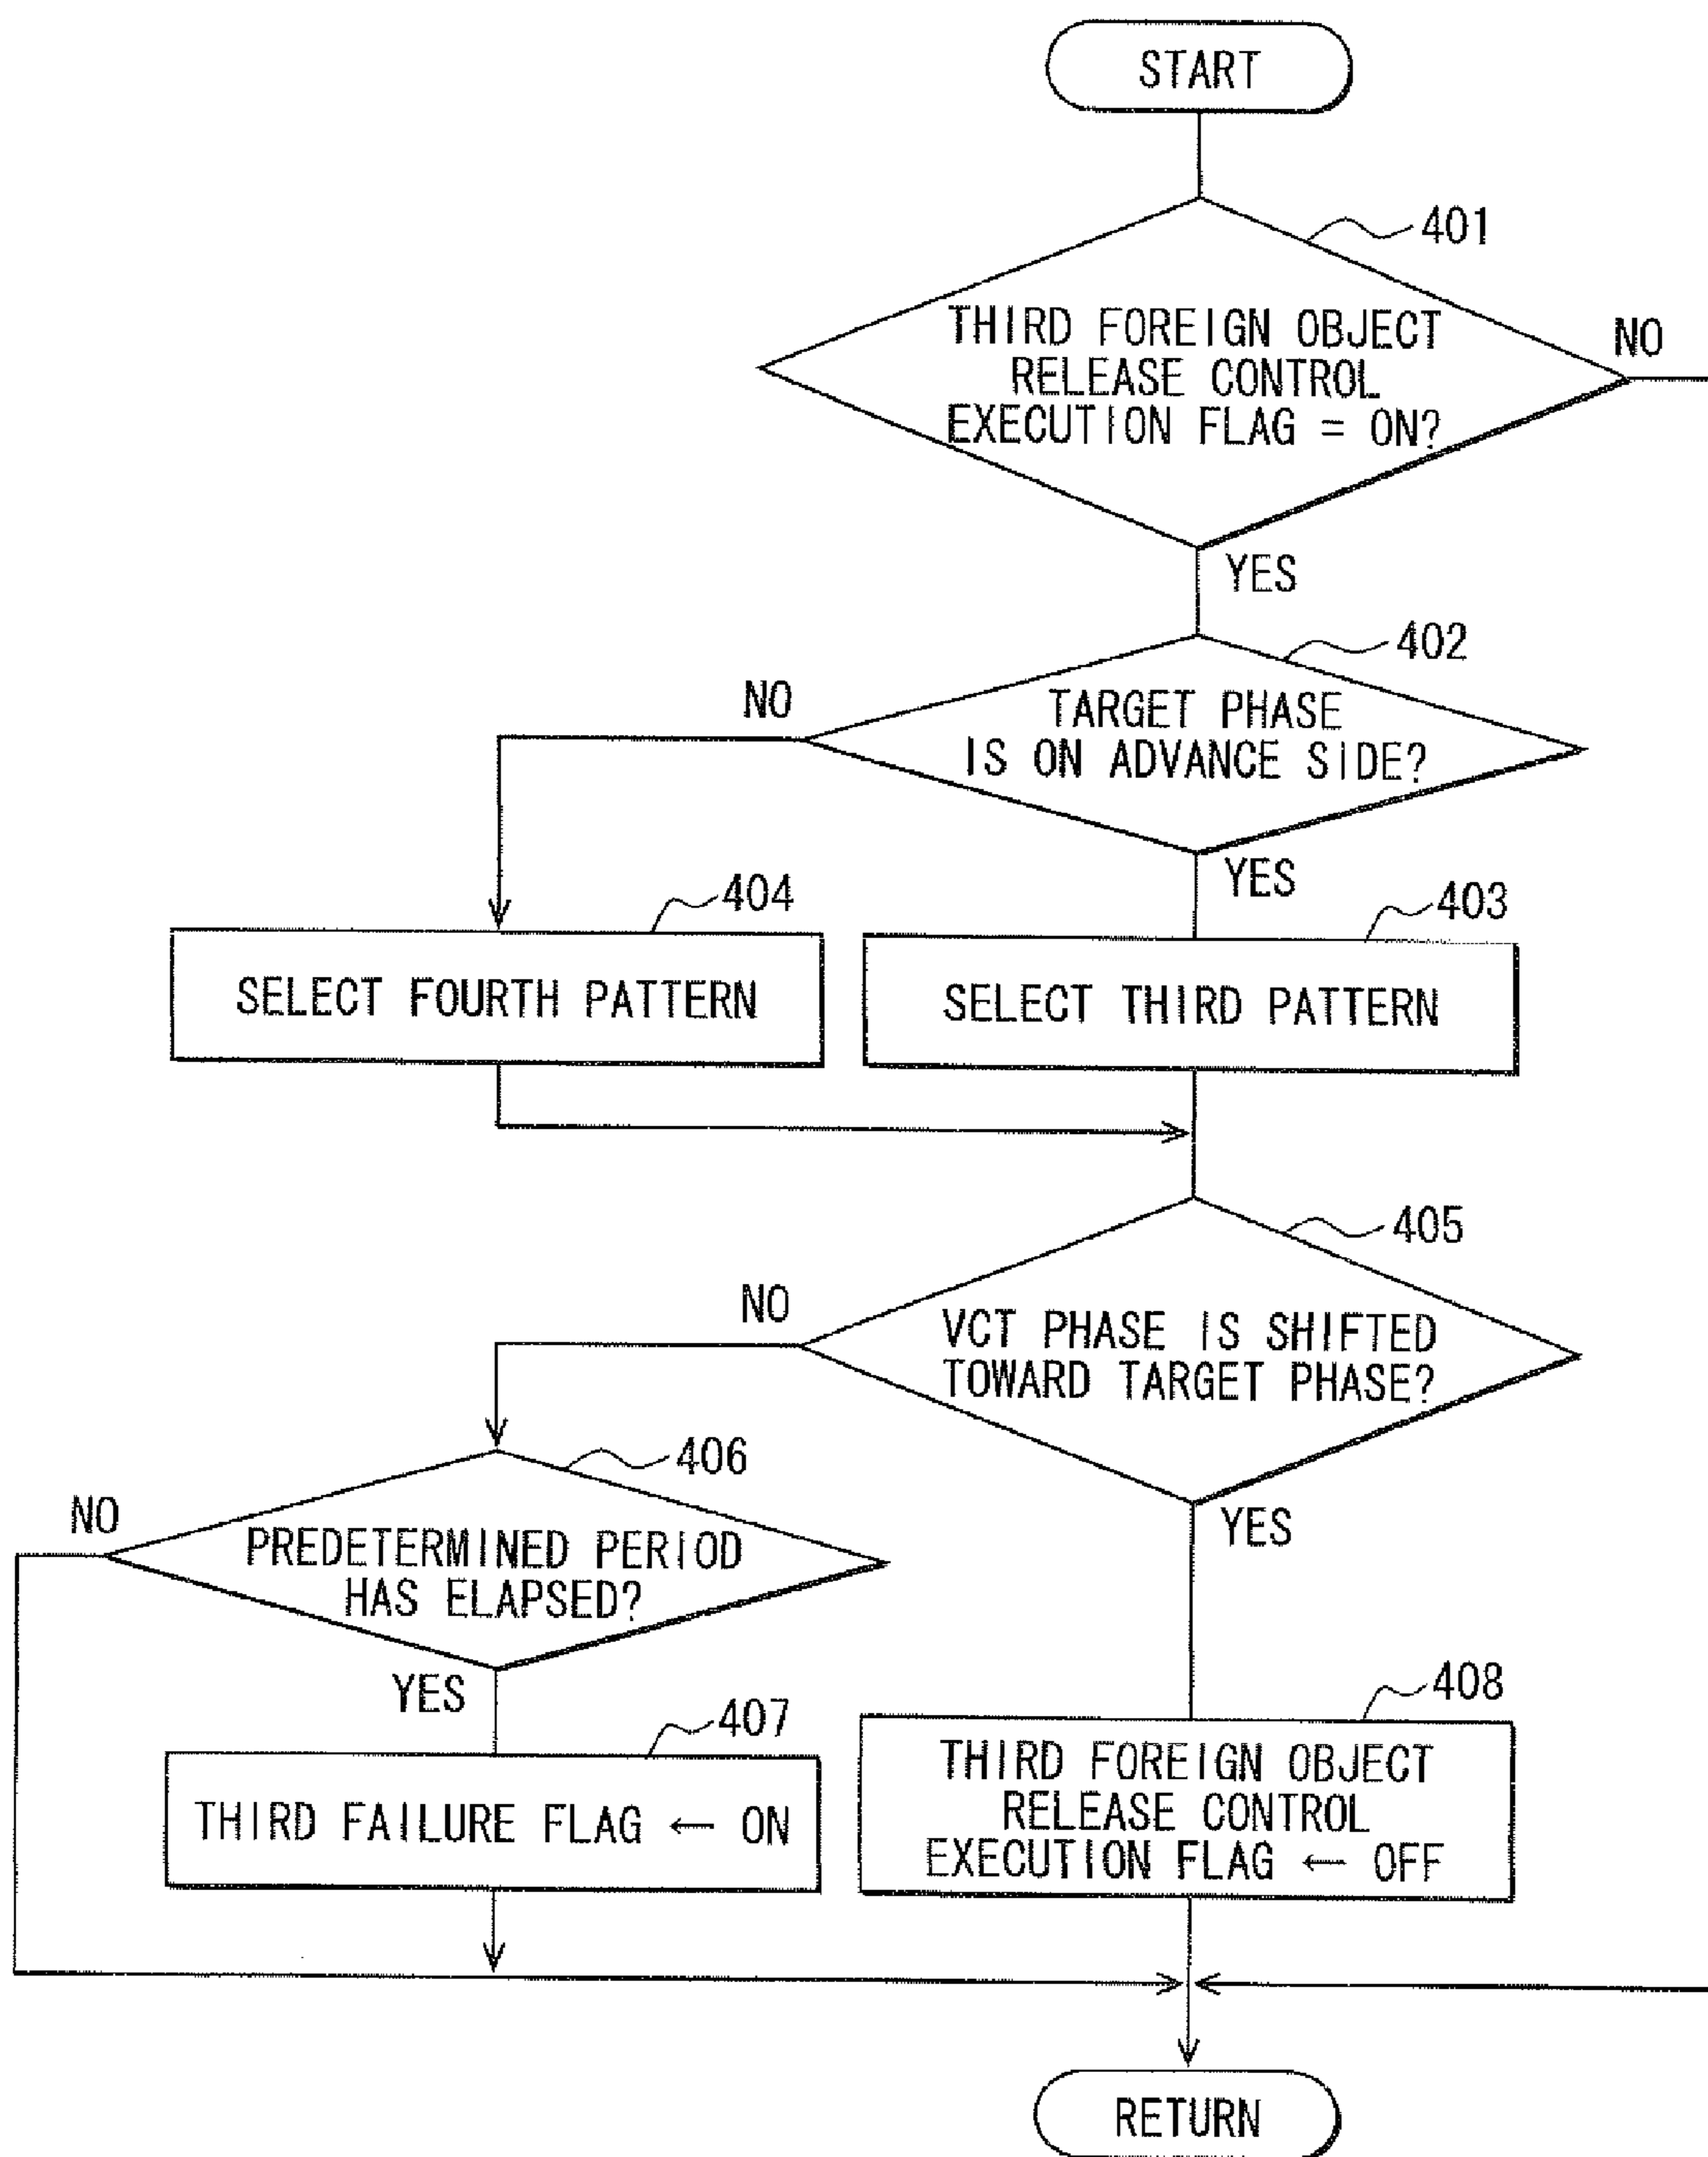 START
401
THIRD FOREIGN OBJECT
RELEASE CONTROL
EXECUTION FLAG = ON?
NO
YES
402
NO
TARGET PHASE
IS ON ADVANCE SIDE?
YES
404
403
SELECT FOURTH PATTERN
SELECT THIRD PATTERN
405
NO
VCT PHASE IS SHIFTED
TOWARD TARGET PHASE?
406
NO
YES
PREDETERMINED PERIOD
HAS ELAPSED?
YES
407
408
THIRD FAILURE FLAG ← ON
THIRD FOREIGN OBJECT
RELEASE CONTROL
EXECUTION FLAG ← OFF
RETURN